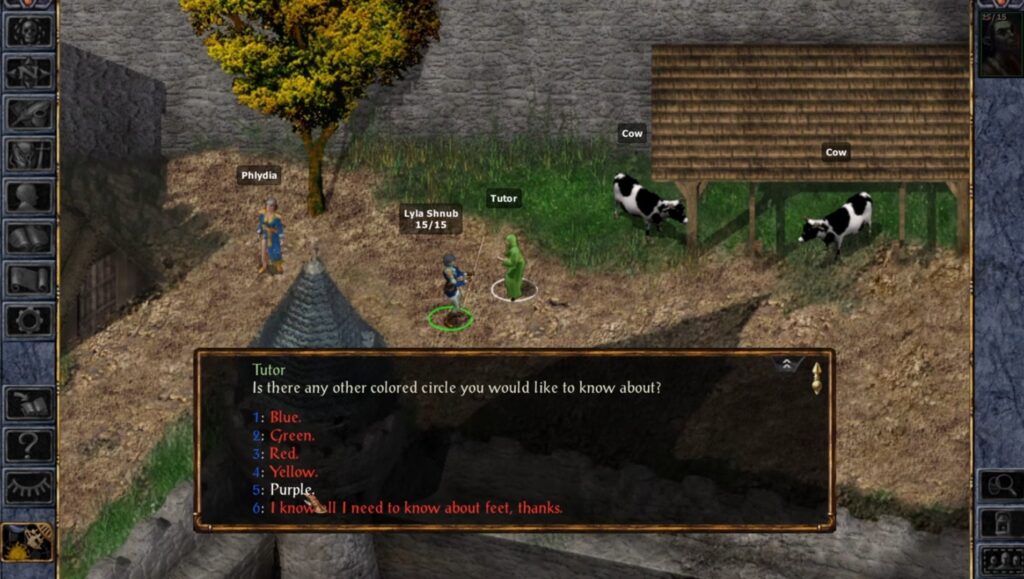 15/15
Cow
Cow
Phlydia
Tutor
Lyla Shnub
15/15
Tutor
Is there any other colored circle you would like to know about?
1: Blue.
2: Green.
3: Red.
4: Yellow.
5: Purple.
6: I know all I need to know about feet, thanks.